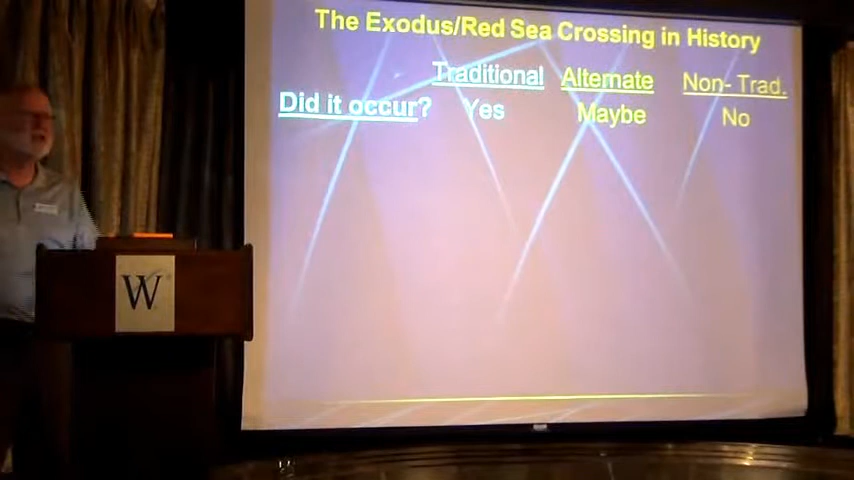 The Exodus/Red Sea Crossing in History
Traditional Alternate Non- Trad.
Did it occur? Yes Maybe No
W